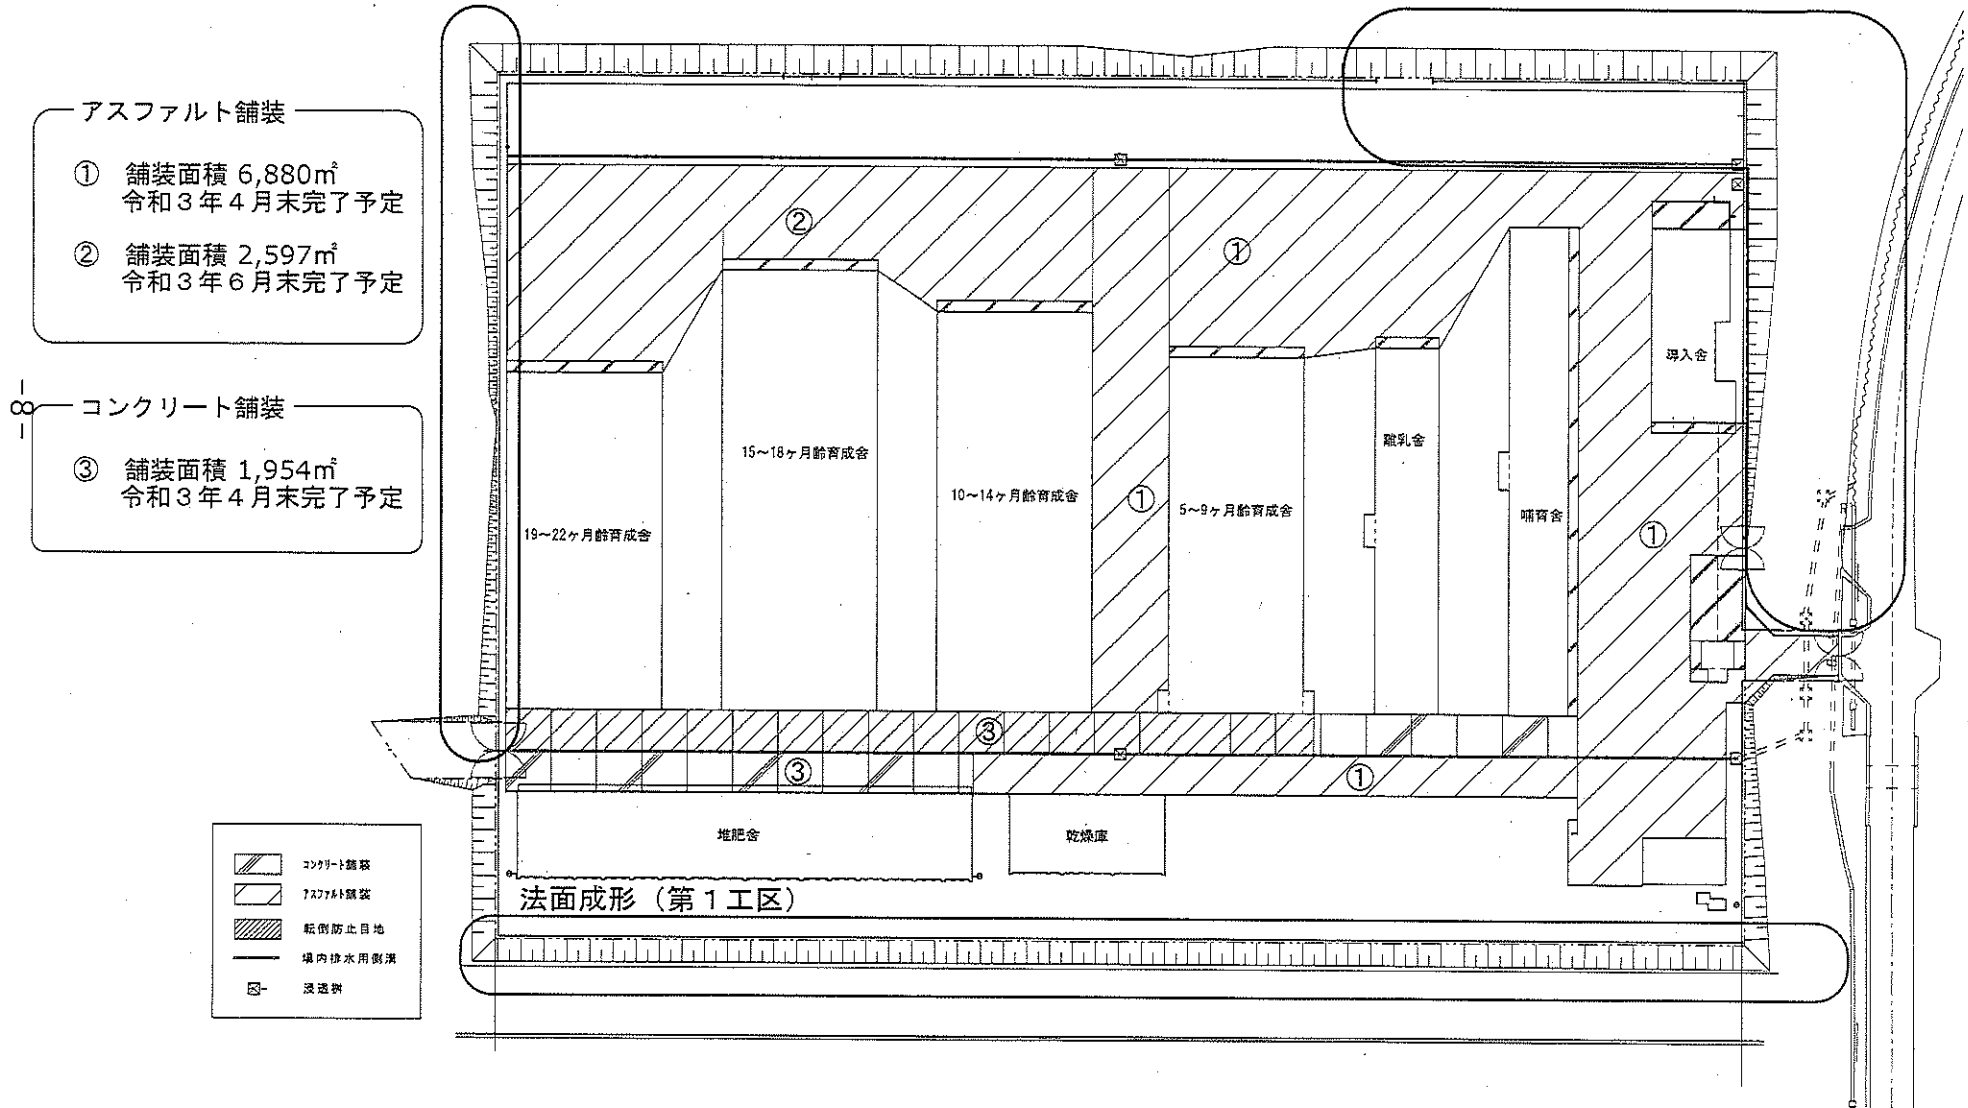 アスファルト舗装
① 舗装面積 6,880㎡
令和３年４月末完了予定
② 舗装面積 2,597㎡
令和３年６月末完了予定
-8-
コンクリート舗装
③ 舗装面積 1,954㎡
令和３年４月末完了予定
②
①
導入舎
15～18ヶ月齢育成舎
離乳舎
10～14ヶ月齢育成舎
①
5～9ヶ月齢育成舎
哺育舎
①
19～22ヶ月齢育成舎
③
③
①
堆肥舎
乾燥庫
法面成形（第１工区）
コンクリート舗装
アスファルト舗装
転倒防止目地
場内排水用側溝
浸透桝